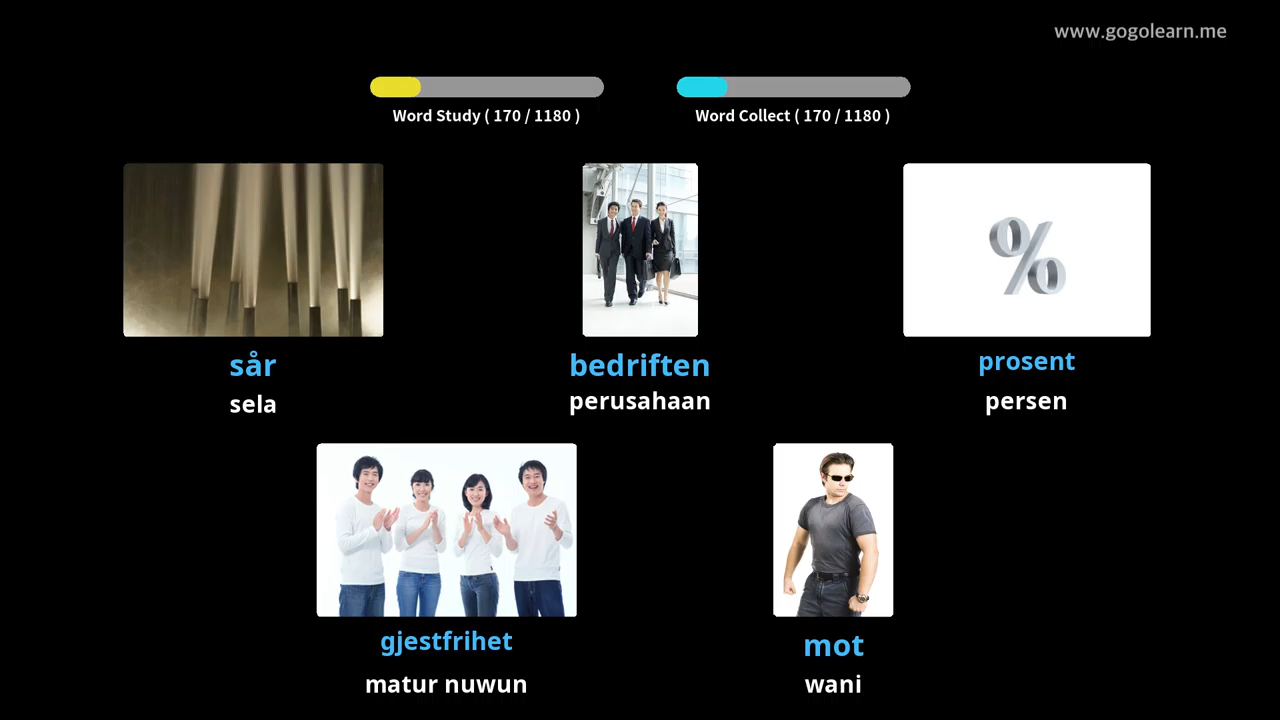 www.gogolearn.me
Word Study ( 170 / 1180 )
Word Collect ( 170 / 1180 )
sår
sela
bedriften
perusahaan
prosent
persen
%
gjestfrihet
matur nuwun
mot
wani